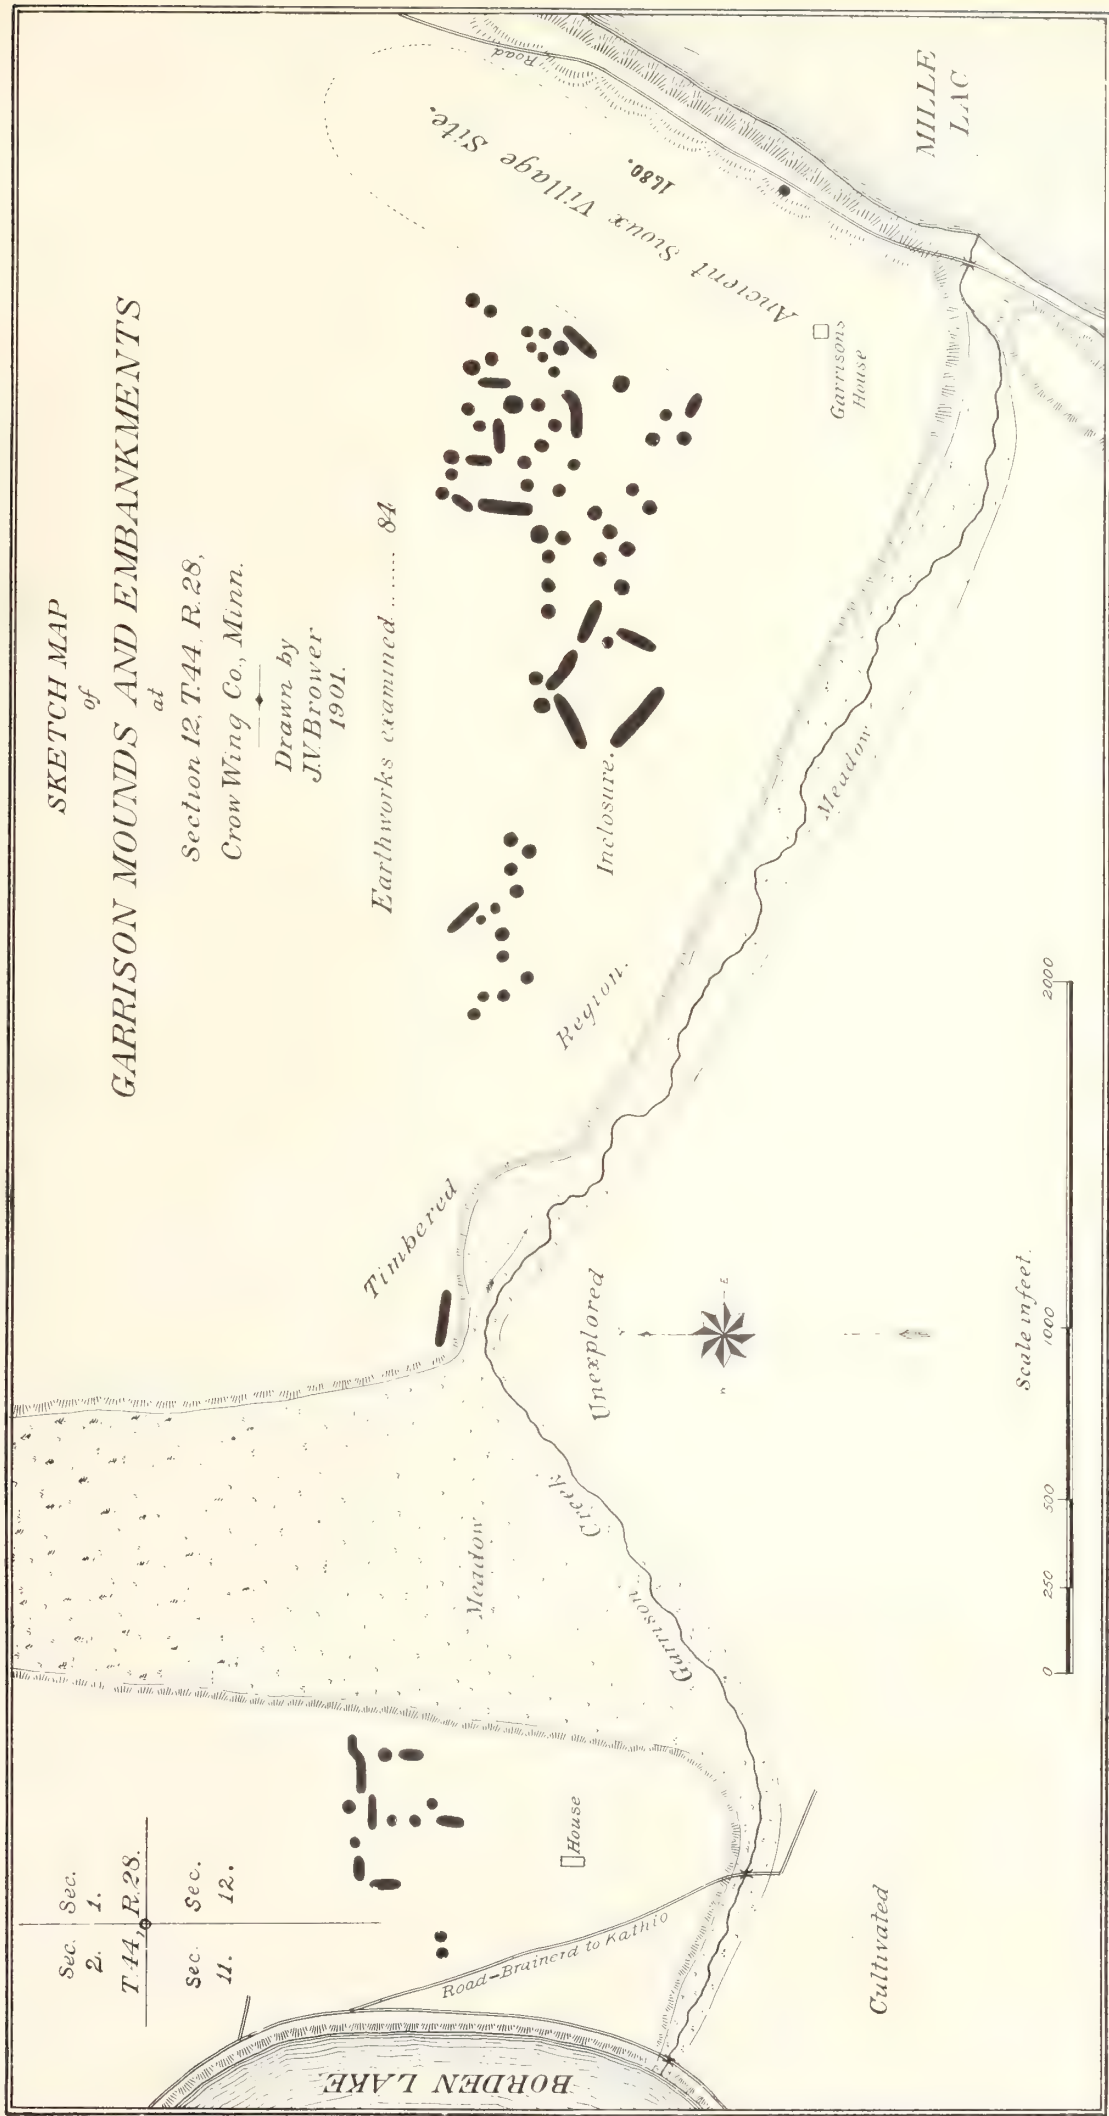 SKETCH MAP
of
GARRISON MOUNDS AND EMBANKMENTS
at
Section 12, T.44, R.28,
Crow Wing Co., Minn.
Drawn by
J.V. Brower
1901.
Earthworks examined ....... 84
Sec. 2.
Sec. 1.
T.44, R.28.
Sec. 11.
Sec. 12.
BORDEN LAKE
Road-Brainerd to Kathio
House
Cultivated
Meadow
Garrison Creek
Unexplored
Timbered
Region.
Inclosure.
Meadow
Garrisons
House
Ancient Sioux Village Site.
1680.
Road
MILLE
LAC
E
Scale in feet.
0 250 500 1000 2000